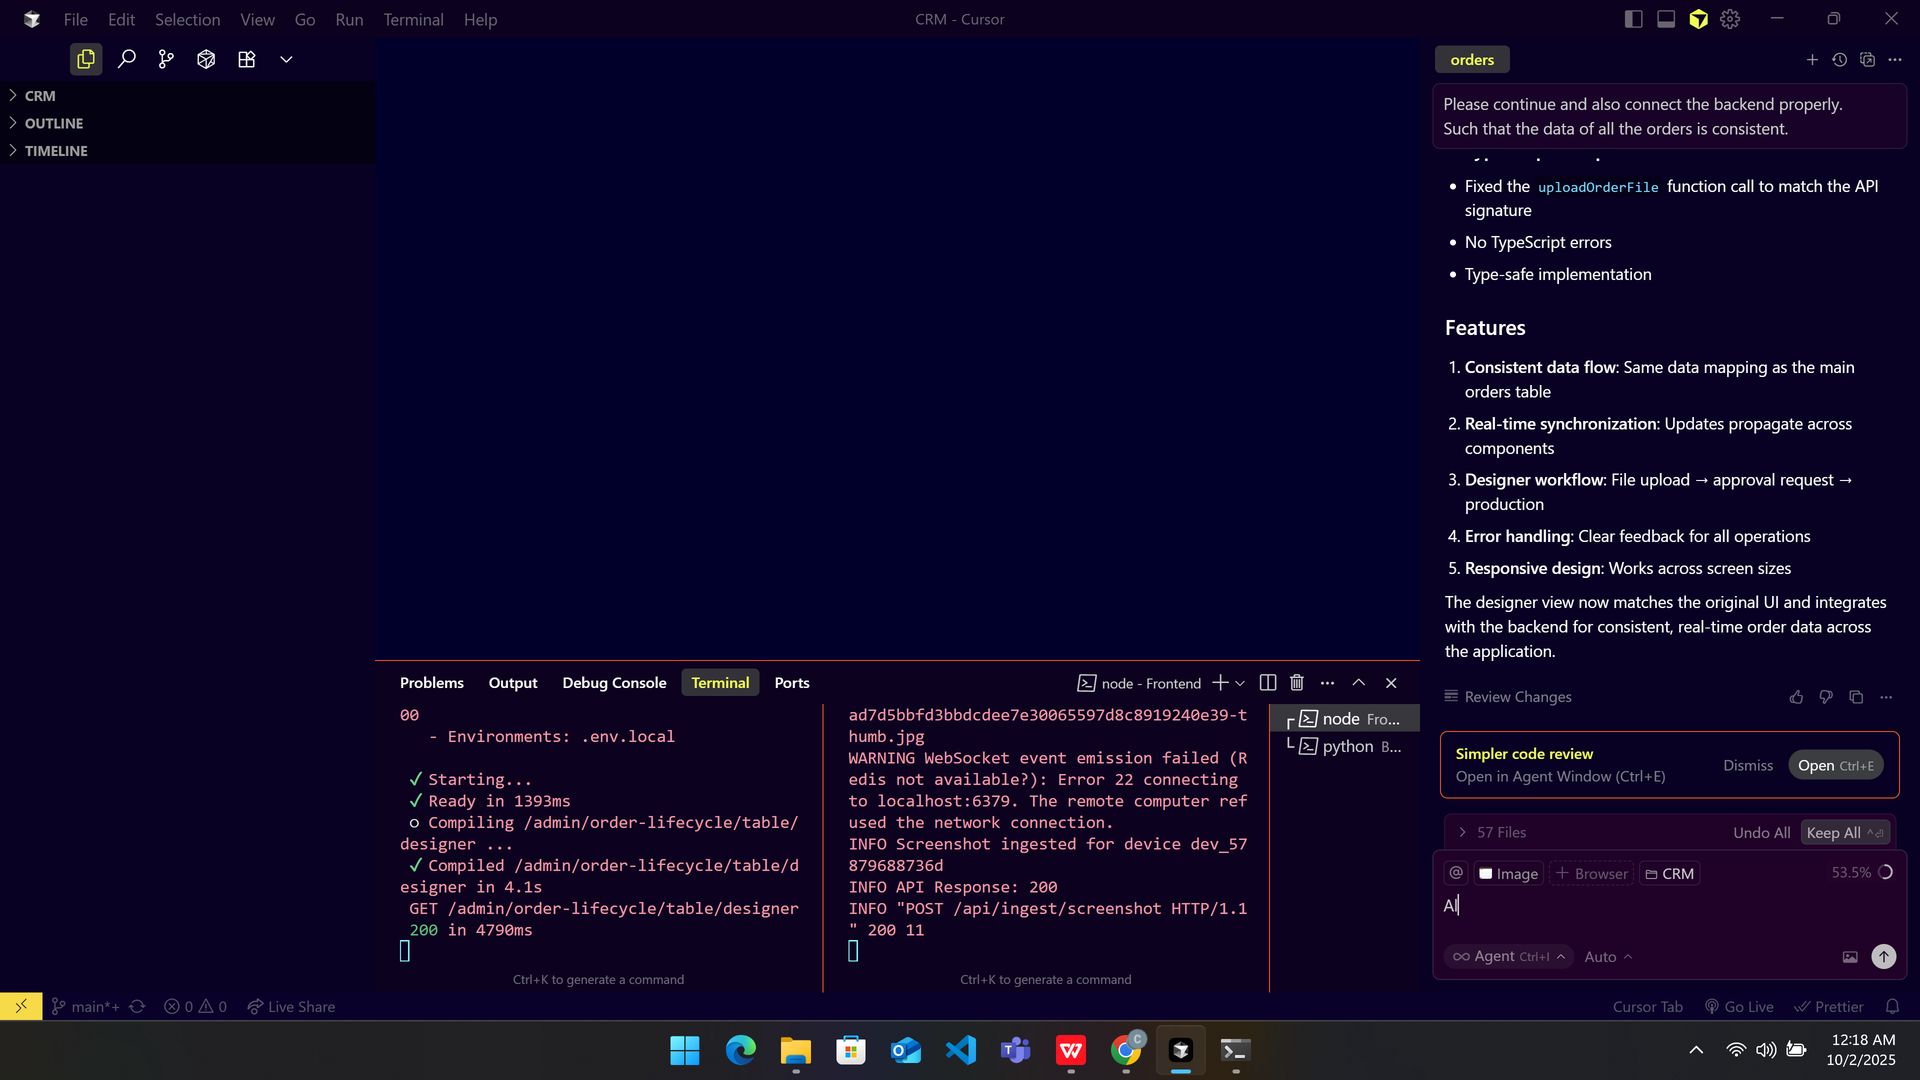 File Edit Selection View Go Run Terminal Help
CRM - Cursor
CRM
OUTLINE
TIMELINE
Problems Output Debug Console Terminal Ports
node - Frontend
00
- Environments: .env.local
✓ Starting...
✓ Ready in 1393ms
○ Compiling /admin/order-lifecycle/table/
designer ...
✓ Compiled /admin/order-lifecycle/table/d
esigner in 4.1s
GET /admin/order-lifecycle/table/designer
200 in 4790ms
Ctrl+K to generate a command
ad7d5bbfd3bbdcdee7e30065597d8c8919240e39-t
humb.jpg
WARNING WebSocket event emission failed (R
edis not available?): Error 22 connecting
to localhost:6379. The remote computer ref
used the network connection.
INFO Screenshot ingested for device dev_57
879688736d
INFO API Response: 200
INFO "POST /api/ingest/screenshot HTTP/1.1
" 200 11
Ctrl+K to generate a command
node Fro...
python B...
orders
Please continue and also connect the backend properly.
Such that the data of all the orders is consistent.
• Fixed the uploadOrderFile function call to match the API
signature
• No TypeScript errors
• Type-safe implementation
Features
1. Consistent data flow: Same data mapping as the main
orders table
2. Real-time synchronization: Updates propagate across
components
3. Designer workflow: File upload → approval request →
production
4. Error handling: Clear feedback for all operations
5. Responsive design: Works across screen sizes
The designer view now matches the original UI and integrates
with the backend for consistent, real-time order data across
the application.
Review Changes
Simpler code review
Open in Agent Window (Ctrl+E)
Dismiss Open Ctrl+E
57 Files Undo All Keep All
@ Image + Browser CRM 53.5%
Al
Agent Ctrl+I Auto
main*+ 0 0 Live Share
Cursor Tab Go Live Prettier
12:18 AM
10/2/2025